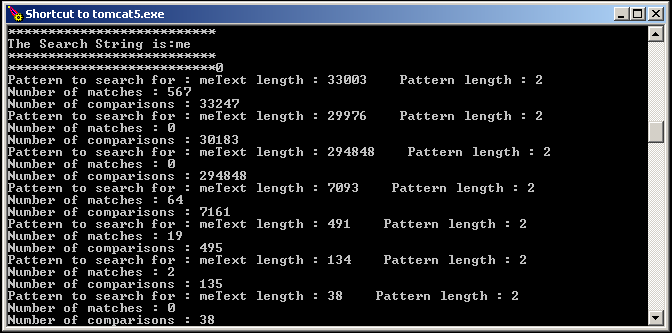 Shortcut to tomcat5.exe
**************************
The Search String is:me
**************************
**************************0
Pattern to search for : meText length : 33003    Pattern length : 2
Number of matches : 567
Number of comparisons : 33247
Pattern to search for : meText length : 29976    Pattern length : 2
Number of matches : 0
Number of comparisons : 30183
Pattern to search for : meText length : 294848    Pattern length : 2
Number of matches : 0
Number of comparisons : 294848
Pattern to search for : meText length : 7093    Pattern length : 2
Number of matches : 64
Number of comparisons : 7161
Pattern to search for : meText length : 491    Pattern length : 2
Number of matches : 19
Number of comparisons : 495
Pattern to search for : meText length : 134    Pattern length : 2
Number of matches : 2
Number of comparisons : 135
Pattern to search for : meText length : 38    Pattern length : 2
Number of matches : 0
Number of comparisons : 38